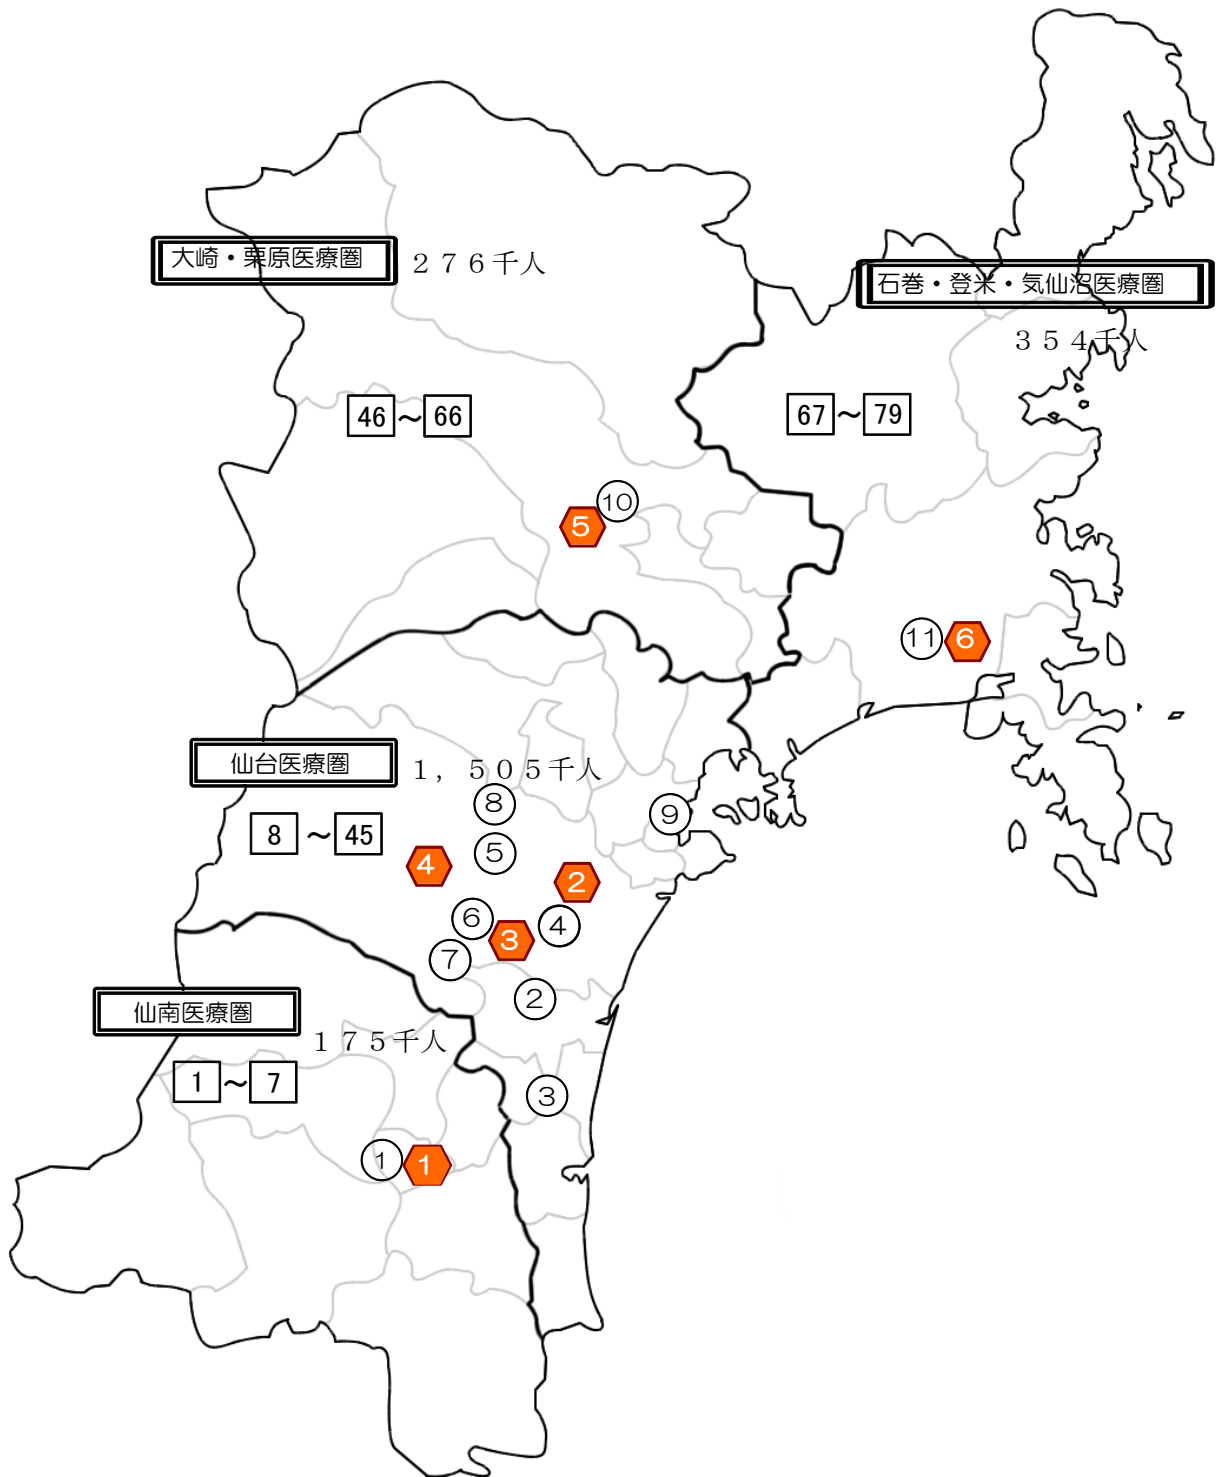 大崎・栗原医療圏
２７６千人
石巻・登米・気仙沼医療圏
３５４千人
46～66
67～79
⑩
5
⑪
6
仙台医療圏
１，５０５千人
⑧
⑨
8～45
⑤
4
2
⑥
④
3
⑦
②
仙南医療圏
１７５千人
1～7
③
①
1